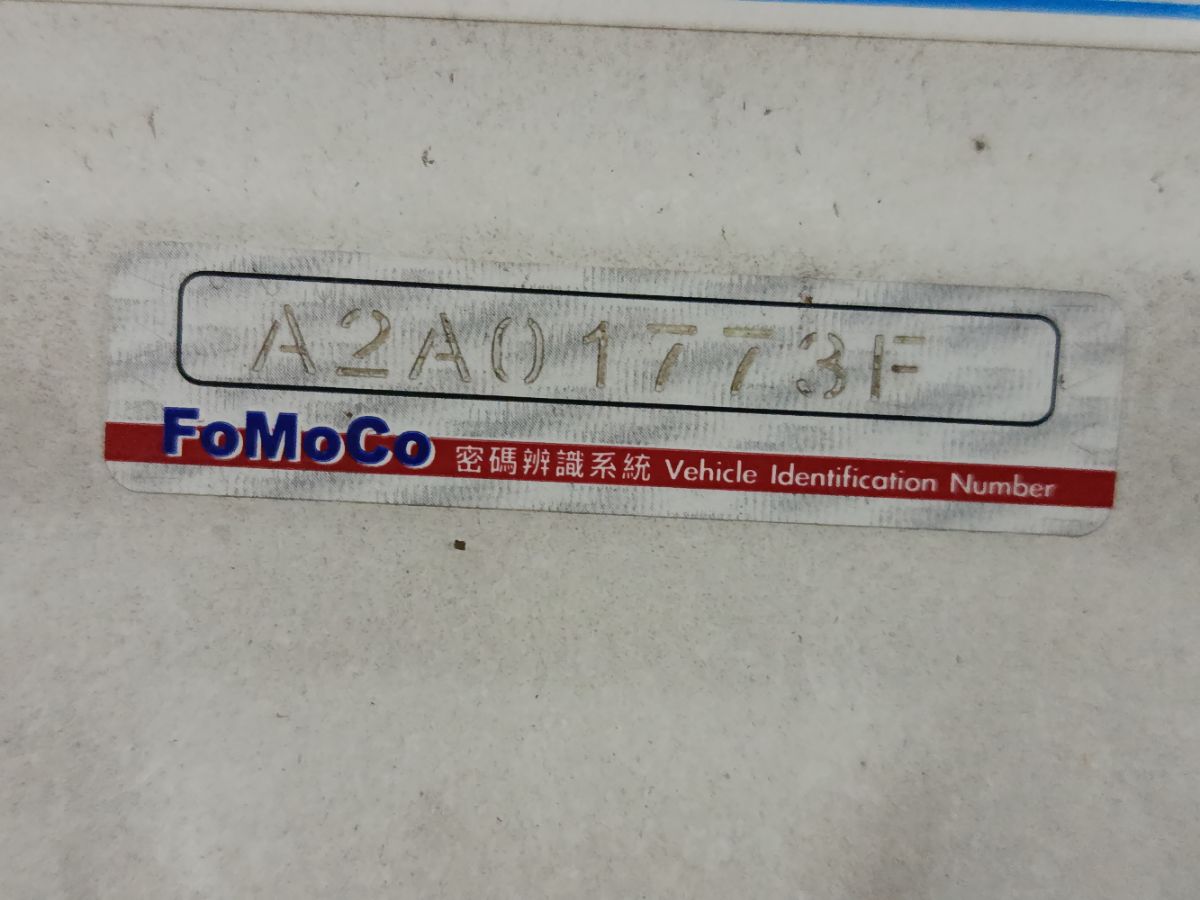 A2A01773F
FoMoCo 密碼辨識系統 Vehicle Identification Number